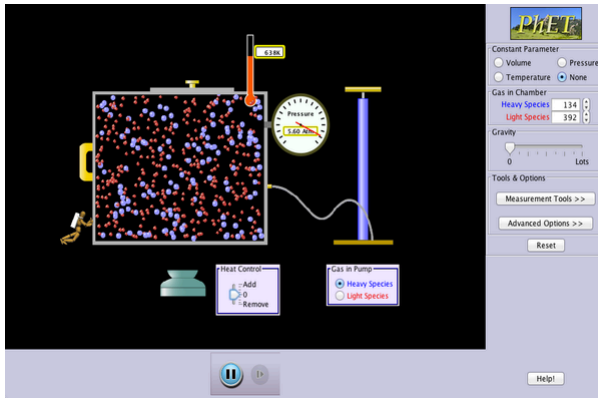 PhET
Constant Parameter
Volume
Pressure
Temperature
None
Gas in Chamber
Heavy Species
134
Light Species
392
Gravity
0
Lots
Tools & Options
Measurement Tools >>
Advanced Options >>
Reset
Help!
638K
Pressure
5.60 Atm
Heat Control
Add
0
Remove
Gas in Pump
Heavy Species
Light Species